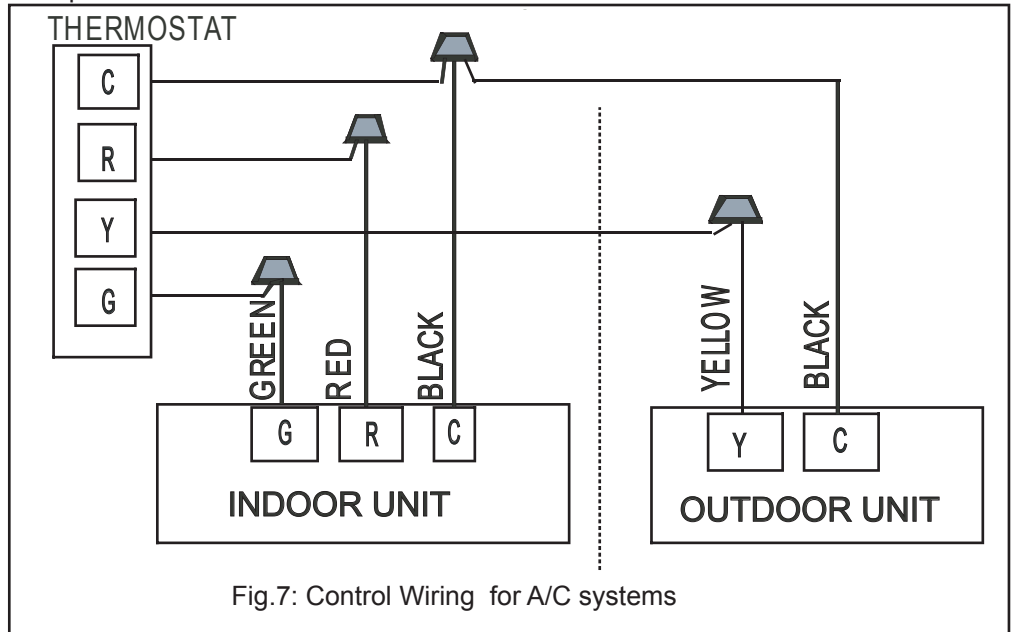 THERMOSTAT
C
R
Y
G
GREEN
RED
BLACK
YELLOW
BLACK
G R C
Y C
INDOOR UNIT
OUTDOOR UNIT
Fig.7: Control Wiring for A/C systems